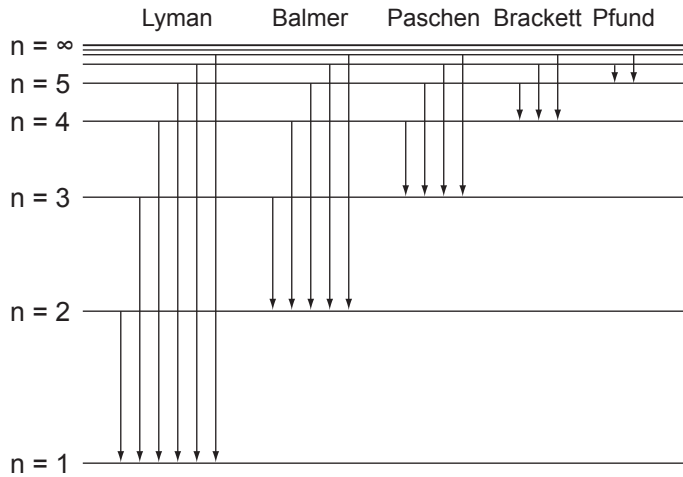 Lyman Balmer Paschen Brackett Pfund
n = ∞
n = 5
n = 4
n = 3
n = 2
n = 1